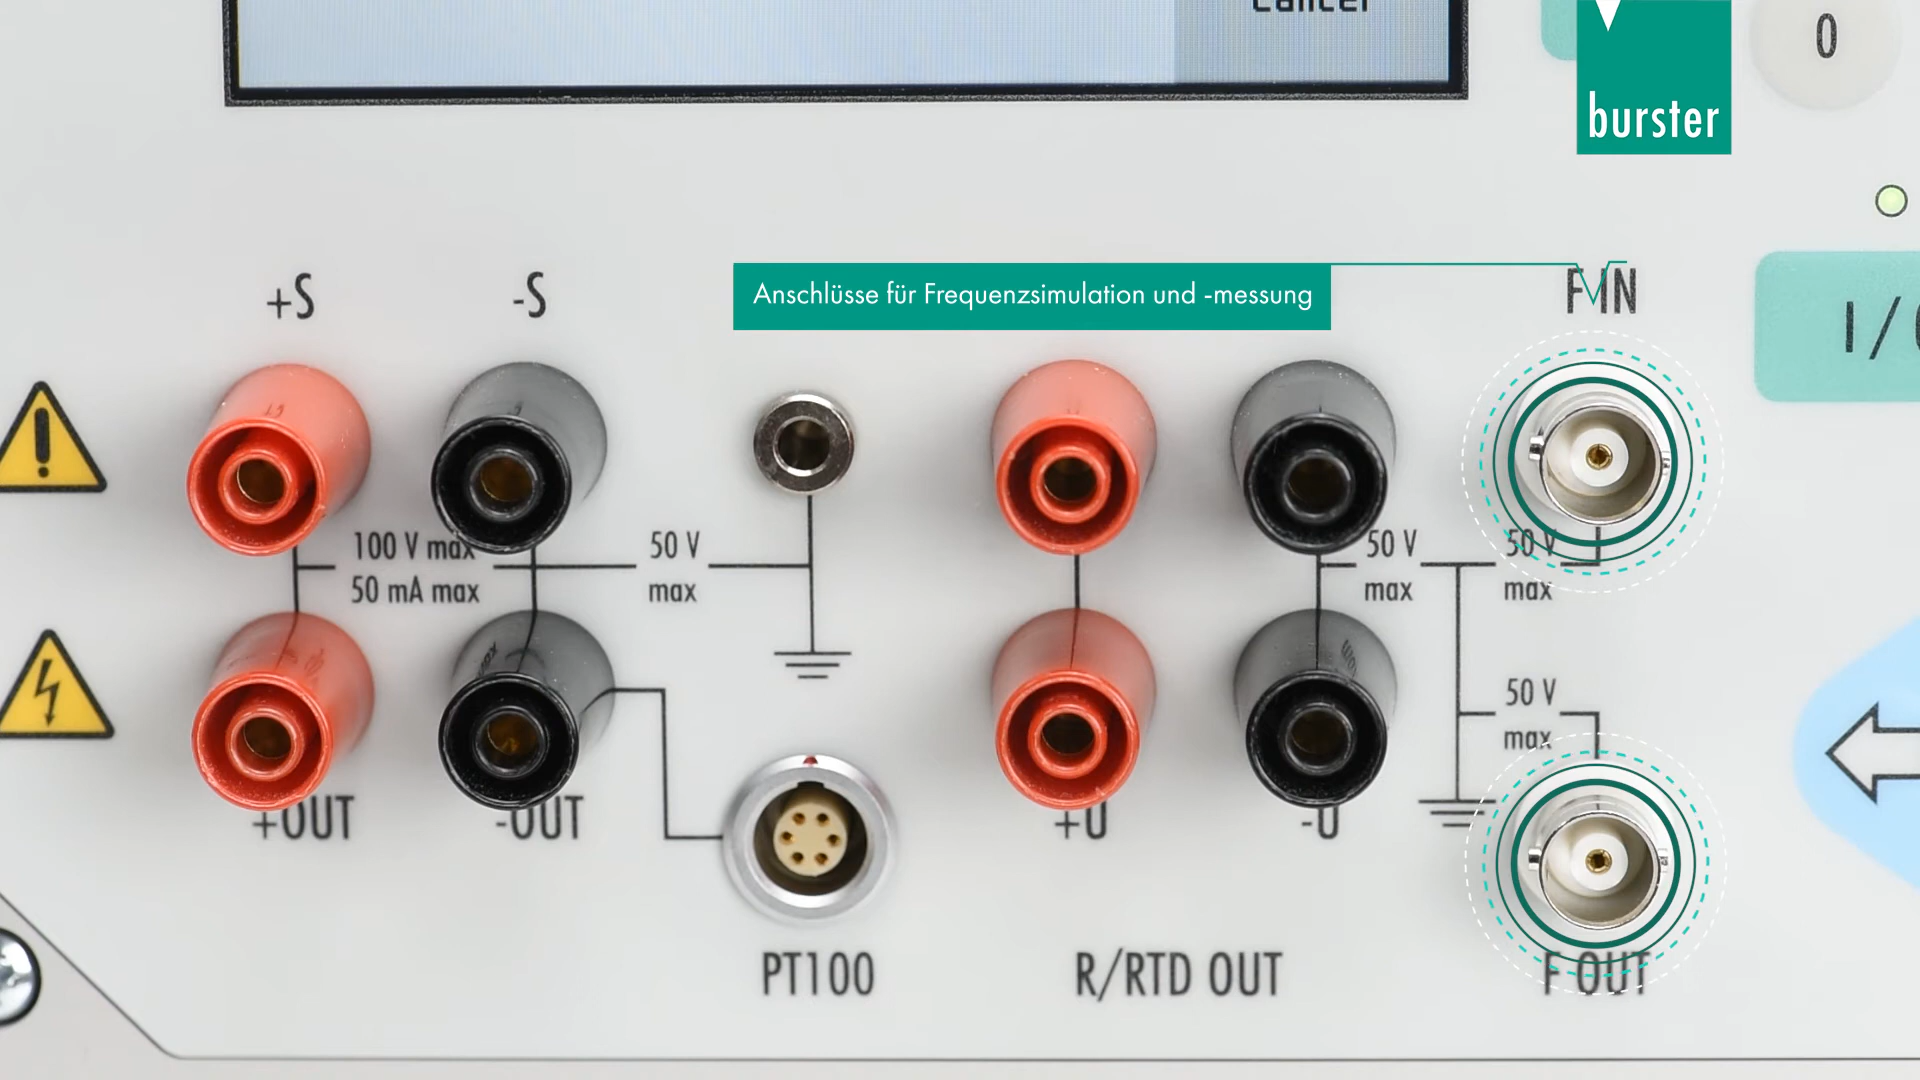 Cancel
0
burster
+S
-S
Anschlüsse für Frequenzsimulation und -messung
F IN
I/
100 V max
50 mA max
50 V
max
50 V
max
50 V
max
50 V
max
+OUT
-OUT
+U
-U
PT100
R/RTD OUT
F OUT